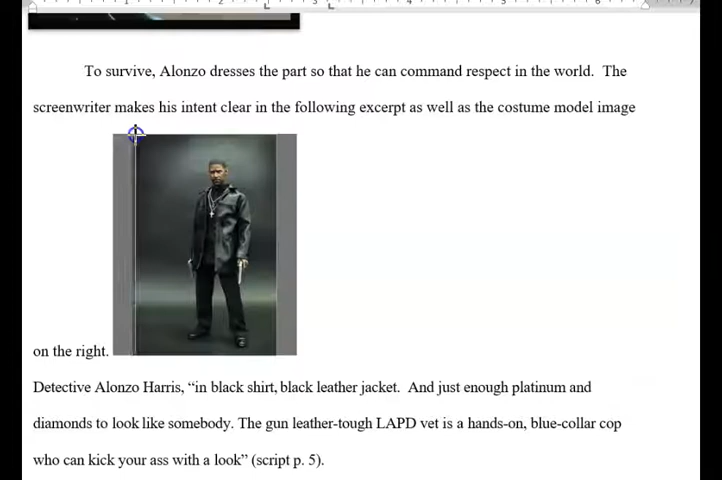 To survive, Alonzo dresses the part so that he can command respect in the world.  The
screenwriter makes his intent clear in the following excerpt as well as the costume model image
on the right.
Detective Alonzo Harris, “in black shirt, black leather jacket.  And just enough platinum and
diamonds to look like somebody. The gun leather-tough LAPD vet is a hands-on, blue-collar cop
who can kick your ass with a look” (script p. 5).